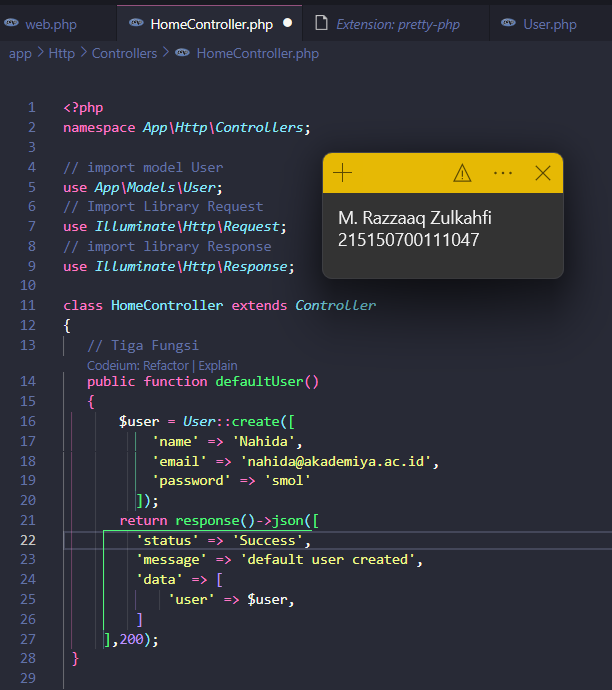 web.php
HomeController.php
Extension: pretty-php
User.php
app > Http > Controllers > HomeController.php
1 <?php
2 namespace App\Http\Controllers;
3
4 // import model User
5 use App\Models\User;
6 // Import Library Request
7 use Illuminate\Http\Request;
8 // import library Response
9 use Illuminate\Http\Response;
10
11 class HomeController extends Controller
12 {
13 // Tiga Fungsi
Codeium: Refactor | Explain
14 public function defaultUser()
15 {
16 $user = User::create([
17 'name' => 'Nahida',
18 'email' => 'nahida@akademiya.ac.id',
19 'password' => 'smol'
20 ]);
21 return response()->json([
22 'status' => 'Success',
23 'message' => 'default user created',
24 'data' => [
25 'user' => $user,
26 ]
27 ],200);
28 }
29
M. Razzaaq Zulkahfi
215150700111047